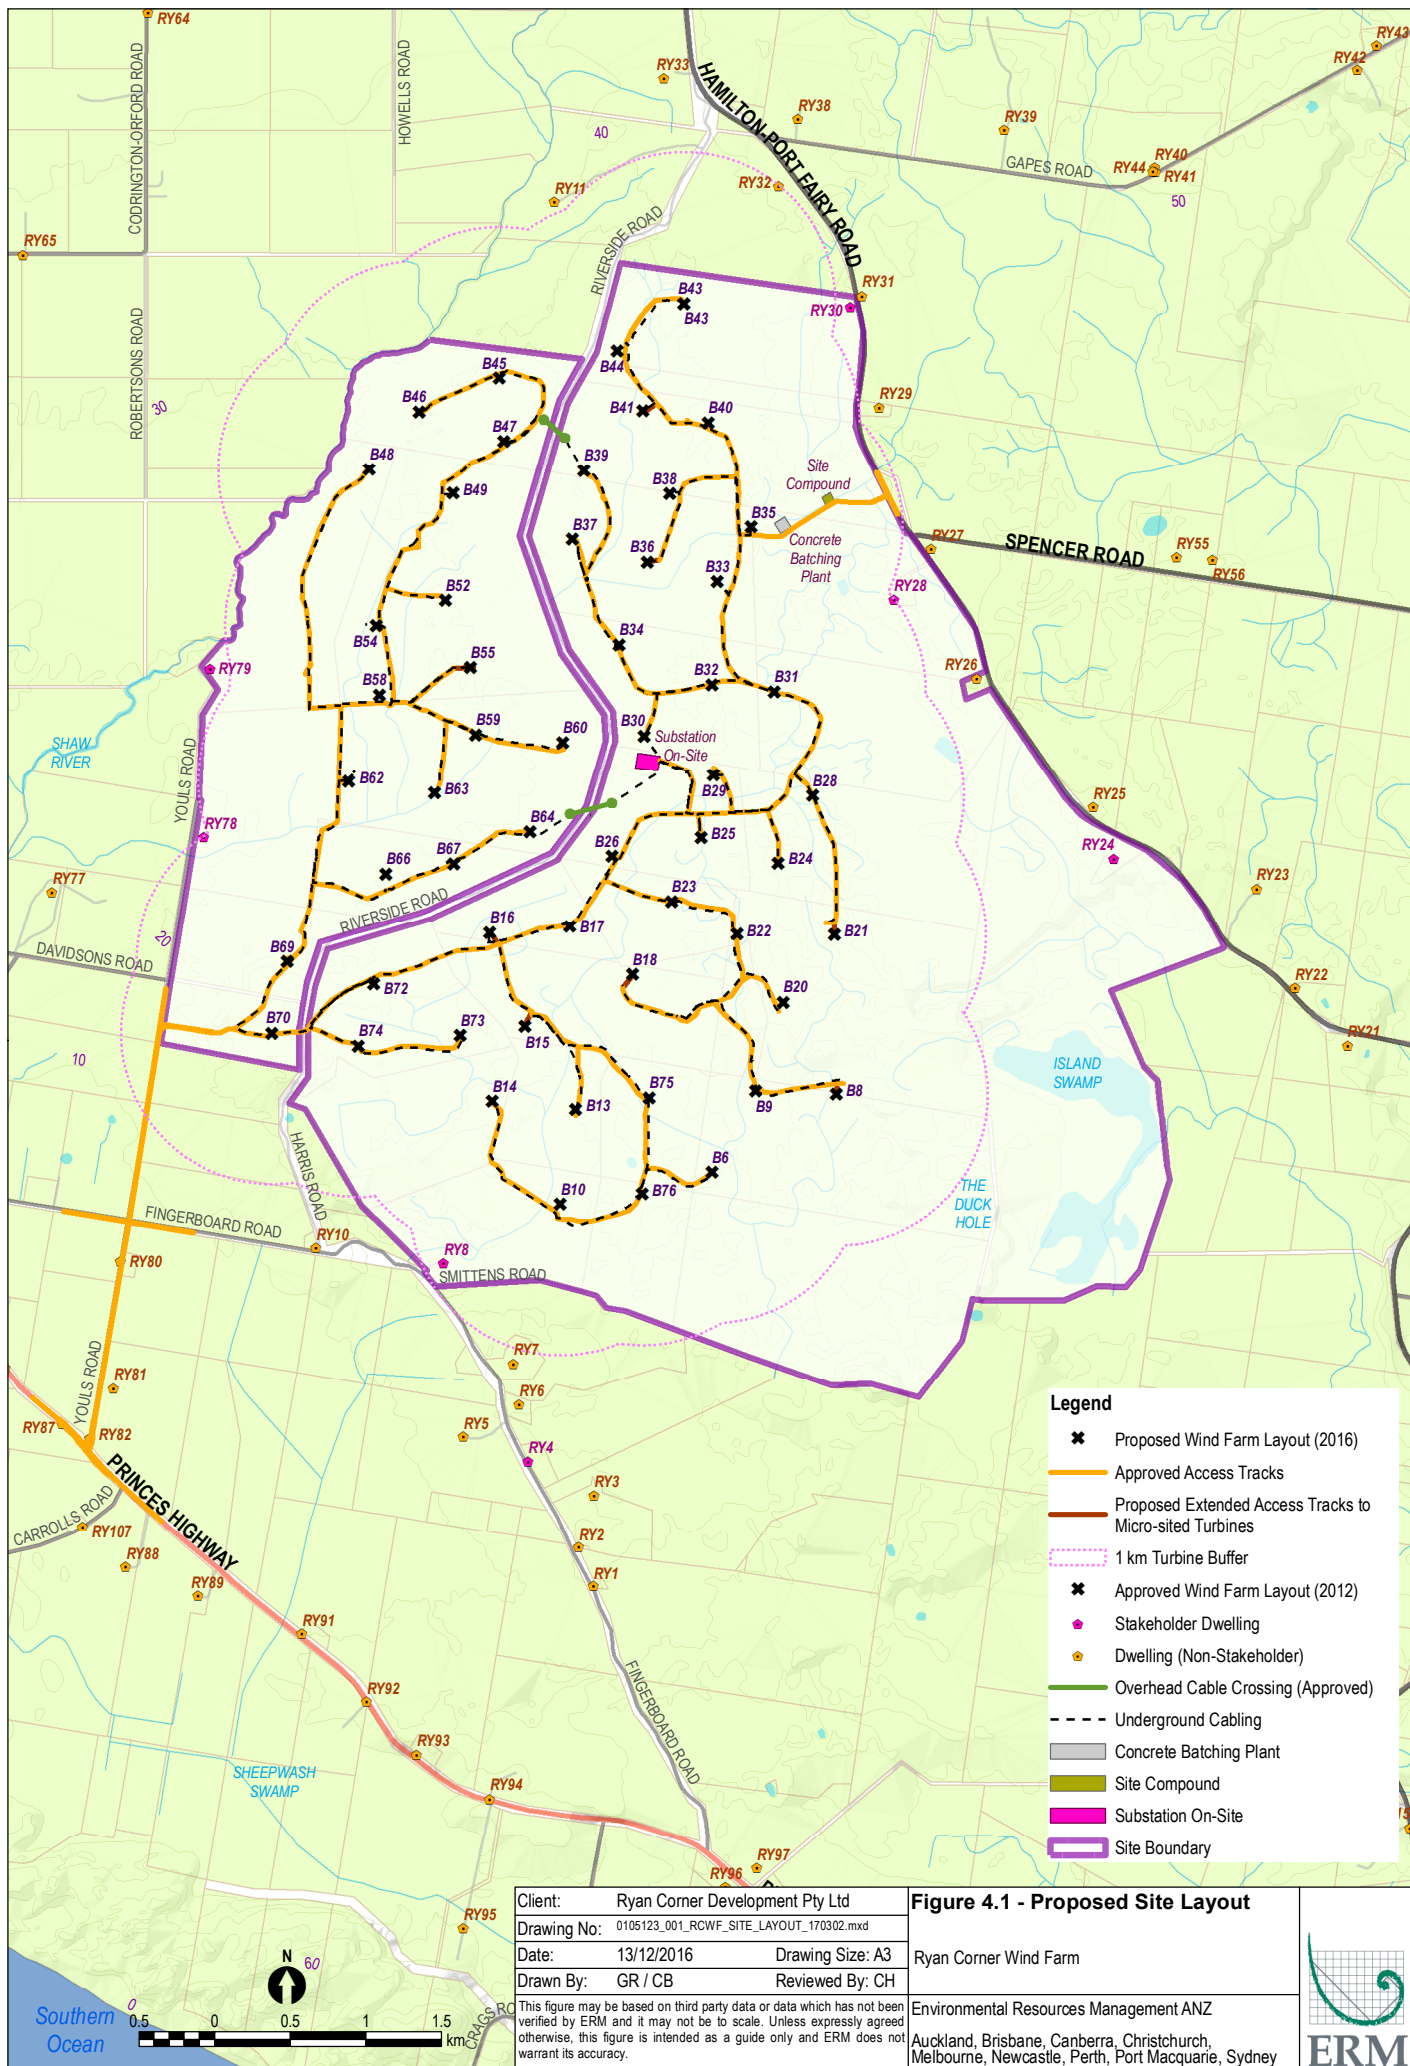 RY64
CODRINGTON-ORFORD ROAD
HOWELLS ROAD
RY33
HAMILTON-PORT FAIRY ROAD
RY38
RY39
RY42
RY43
40
GAPES ROAD
RY44
RY40
RY41
50
RY32
RY11
RIVERSIDE ROAD
RY65
RY31
RY30
ROBERTSONS ROAD
30
RY29
B43
B43
B44
B45
B46
B41
B40
B47
B39
B48
B49
B38
Site
Compound
B35
B37
Concrete
Batching
Plant
B36
B33
RY27
SPENCER ROAD
RY55
RY56
RY28
B52
B54
B34
B55
RY79
B58
B32
B31
RY26
B59
B60
B30
Substation
On-Site
SHAW
RIVER
YOULS ROAD
B62
B63
B29
B28
RY25
RY78
B64
B25
B26
B24
RY24
B66
B67
RY77
B23
RY23
RIVERSIDE ROAD
20
B16
B17
B22
B21
DAVIDSONS ROAD
B69
B18
B72
B20
RY22
B70
B74
B73
B15
RY21
10
ISLAND
SWAMP
B14
B13
B75
B9
B8
HARRIS ROAD
B6
B10
B76
THE
DUCK
HOLE
FINGERBOARD ROAD
RY10
RY8
SMITTENS ROAD
RY80
RY7
RY81
YOULS ROAD
RY6
RY5
RY87
RY82
RY4
PRINCES HIGHWAY
RY3
CARROLLS ROAD
RY107
RY2
RY88
RY1
RY89
RY91
FINGERBOARD ROAD
RY92
RY93
SHEEPWASH
SWAMP
RY94
RY97
RY96
RY95
Legend
Proposed Wind Farm Layout (2016)
Approved Access Tracks
Proposed Extended Access Tracks to
Micro-sited Turbines
1 km Turbine Buffer
Approved Wind Farm Layout (2012)
Stakeholder Dwelling
Dwelling (Non-Stakeholder)
Overhead Cable Crossing (Approved)
Underground Cabling
Concrete Batching Plant
Site Compound
Substation On-Site
Site Boundary
N
60
0
Southern
Ocean
0.5 0 0.5 1 1.5
km
CRAGS RO
Client: Ryan Corner Development Pty Ltd
Drawing No: 0105123_001_RCWF_SITE_LAYOUT_170302.mxd
Date: 13/12/2016 Drawing Size: A3
Drawn By: GR / CB Reviewed By: CH
This figure may be based on third party data or data which has not been
verified by ERM and it may not be to scale. Unless expressly agreed
otherwise, this figure is intended as a guide only and ERM does not
warrant its accuracy.
Figure 4.1 - Proposed Site Layout
Ryan Corner Wind Farm
Environmental Resources Management ANZ
Auckland, Brisbane, Canberra, Christchurch,
Melbourne, Newcastle, Perth, Port Macquarie, Sydney
ERM